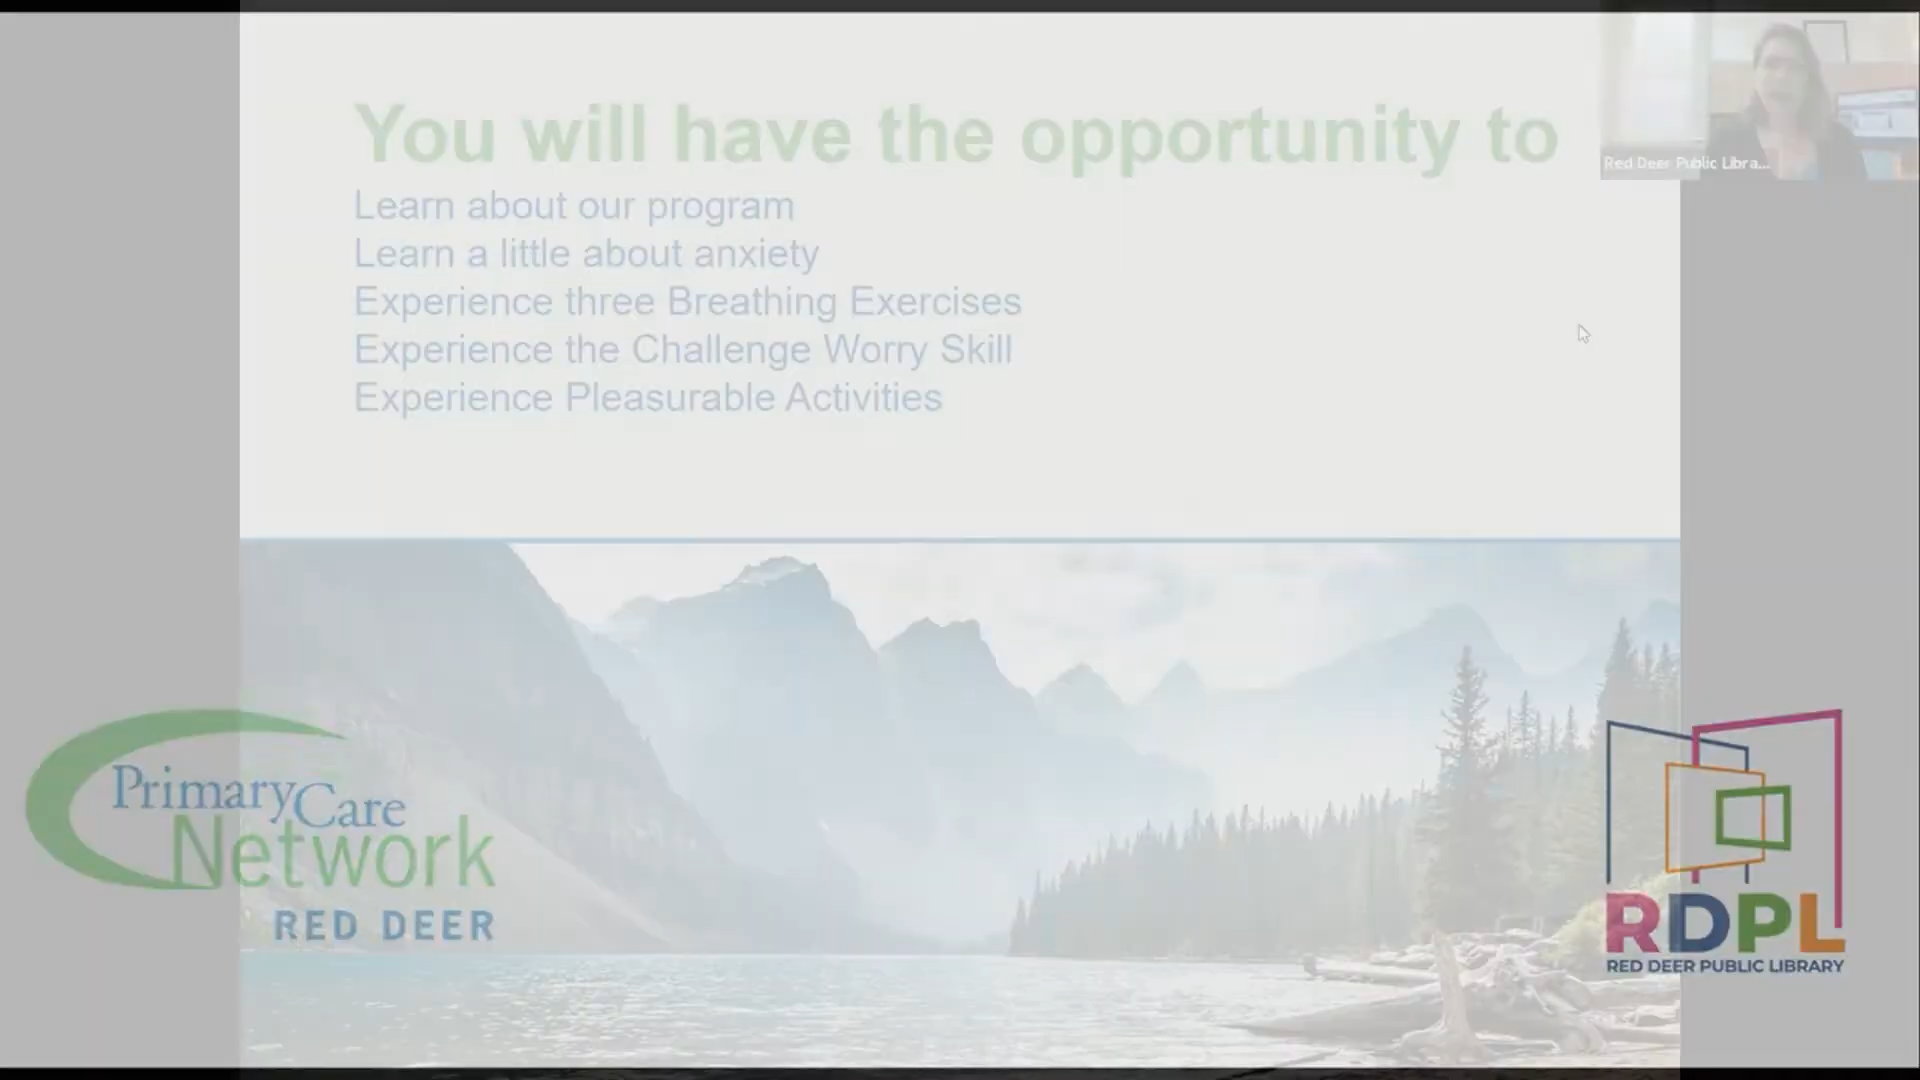 You will have the opportunity to
Learn about our program
Learn a little about anxiety
Experience three Breathing Exercises
Experience the Challenge Worry Skill
Experience Pleasurable Activities
Red Deer Public Libra...
PrimaryCare
Network
RED DEER
RDPL
RED DEER PUBLIC LIBRARY